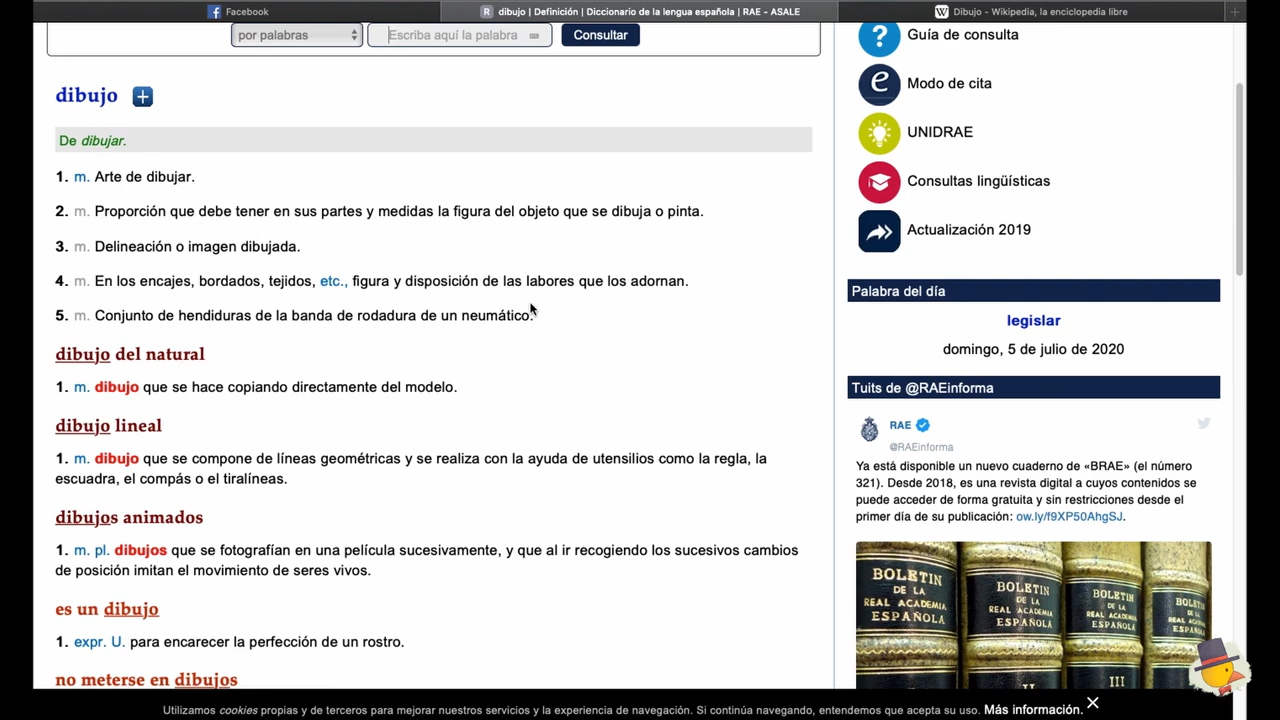 Facebook
dibujo | Definición | Diccionario de la lengua española | RAE - ASALE
Dibujo - Wikipedia, la enciclopedia libre
por palabras
Escriba aquí la palabra
Consultar
dibujo
De dibujar.
1. m. Arte de dibujar.
2. m. Proporción que debe tener en sus partes y medidas la figura del objeto que se dibuja o pinta.
3. m. Delineación o imagen dibujada.
4. m. En los encajes, bordados, tejidos, etc., figura y disposición de las labores que los adornan.
5. m. Conjunto de hendiduras de la banda de rodadura de un neumático.
dibujo del natural
1. m. dibujo que se hace copiando directamente del modelo.
dibujo lineal
1. m. dibujo que se compone de líneas geométricas y se realiza con la ayuda de utensilios como la regla, la
escuadra, el compás o el tiralíneas.
dibujos animados
1. m. pl. dibujos que se fotografían en una película sucesivamente, y que al ir recogiendo los sucesivos cambios
de posición imitan el movimiento de seres vivos.
es un dibujo
1. expr. U. para encarecer la perfección de un rostro.
no meterse en dibujos
Guía de consulta
Modo de cita
UNIDRAE
Consultas lingüísticas
Actualización 2019
Palabra del día
legislar
domingo, 5 de julio de 2020
Tuits de @RAEinforma
RAE
@RAEinforma
Ya está disponible un nuevo cuaderno de «BRAE» (el número
321). Desde 2018, es una revista digital a cuyos contenidos se
puede acceder de forma gratuita y sin restricciones desde el
primer día de su publicación: ow.ly/f9XP50AhgSJ.
BOLETIN
DE LA
REAL ACADEMIA
ESPAÑOLA
BOLETIN
DE LA
REAL ACADEMIA
ESPAÑOLA
BOLETIN
DE LA
REAL ACADEMIA
ESPAÑOLA
BOLETIN
DE LA
REAL ACADEMIA
ESPAÑOLA
II
III
Utilizamos cookies propias y de terceros para mejorar nuestros servicios y la experiencia de navegación. Si continúa navegando, entendemos que acepta su uso. Más información.